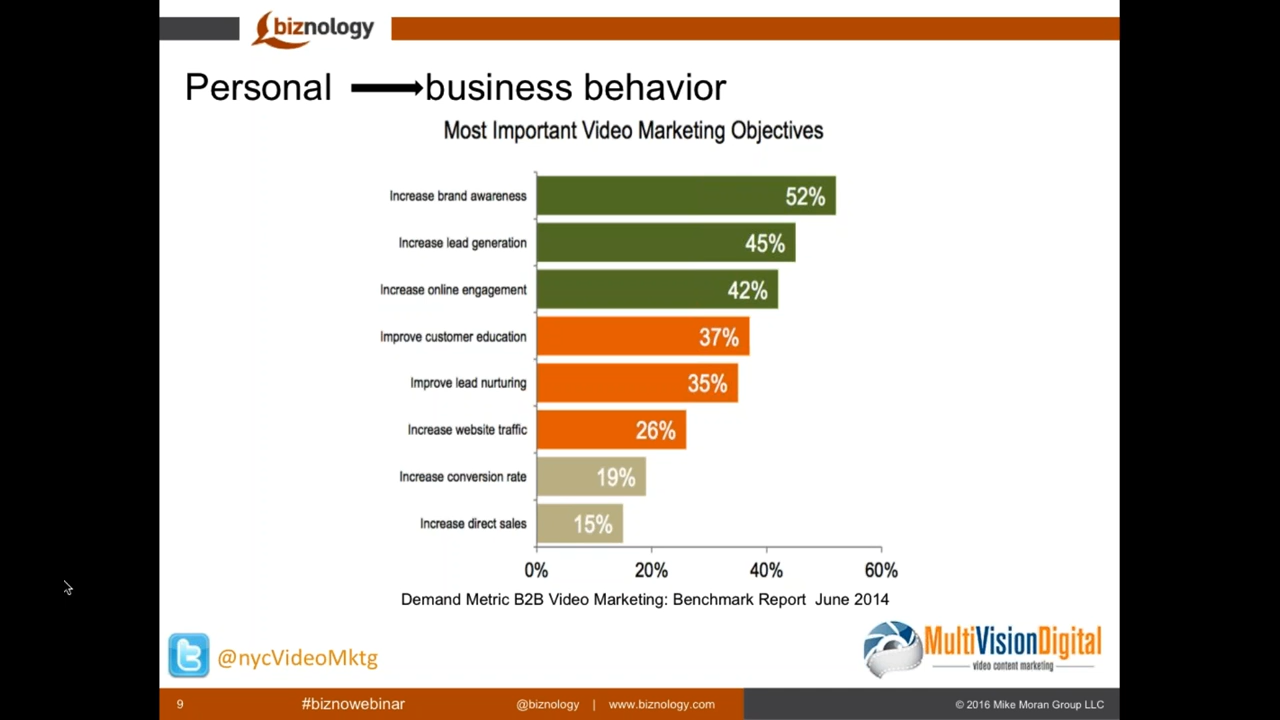 biznology
Personal business behavior
Most Important Video Marketing Objectives
Increase brand awareness 52%
Increase lead generation 45%
Increase online engagement 42%
Improve customer education 37%
Improve lead nurturing 35%
Increase website traffic 26%
Increase conversion rate 19%
Increase direct sales 15%
0% 20% 40% 60%
Demand Metric B2B Video Marketing: Benchmark Report June 2014
@nycVideoMktg
MultiVisionDigital
video content marketing
9 #biznowebinar @biznology | www.biznology.com © 2016 Mike Moran Group LLC